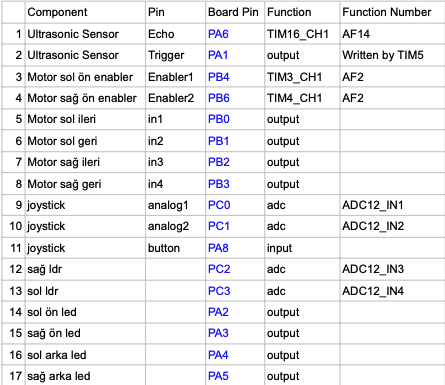 Component Pin Board Pin Function Function Number
1 Ultrasonic Sensor Echo PA6 TIM16_CH1 AF14
2 Ultrasonic Sensor Trigger PA1 output Written by TIM5
3 Motor sol ön enabler Enabler1 PB4 TIM3_CH1 AF2
4 Motor sağ ön enabler Enabler2 PB6 TIM4_CH1 AF2
5 Motor sol ileri in1 PB0 output
6 Motor sol geri in2 PB1 output
7 Motor sağ ileri in3 PB2 output
8 Motor sağ geri in4 PB3 output
9 joystick analog1 PC0 adc ADC12_IN1
10 joystick analog2 PC1 adc ADC12_IN2
11 joystick button PA8 input
12 sağ ldr PC2 adc ADC12_IN3
13 sol ldr PC3 adc ADC12_IN4
14 sol ön led PA2 output
15 sağ ön led PA3 output
16 sol arka led PA4 output
17 sağ arka led PA5 output